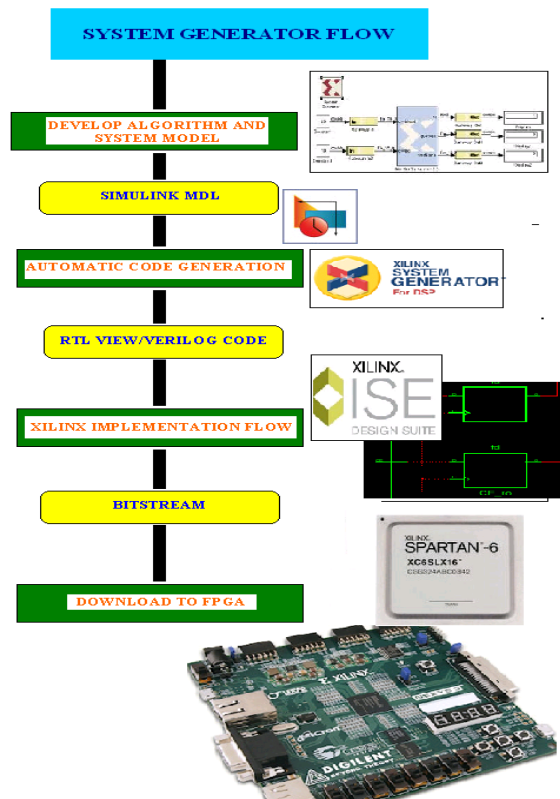 SYSTEM GENERATOR FLOW
DEVELOP ALGORITHM AND
SYSTEM MODEL
SIMULINK MDL
AUTOMATIC CODE GENERATION
XILINX
SYSTEM
GENERATOR
For DSP
RTL VIEW/VERILOG CODE
XILINX
ISE
DESIGN SUITE
XILINX IMPLEMENTATION FLOW
BITSTREAM
XILINX
SPARTAN-6
XC6SLX16
DOWNLOAD TO FPGA
XILINX
DIGILENT
BEYOND THEORY